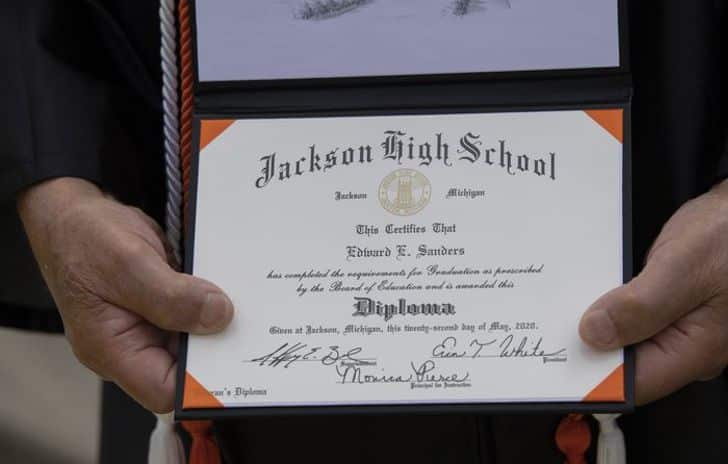 Jackson High School
Jackson Michigan
This Certifies That
Edward E. Sanders
has completed the requirements for Graduation as prescribed
by the Board of Education and is awarded this
Diploma
Given at Jackson, Michigan, this twenty-second day of May, 2020.
Erin T White
President
Monica Pierce
Principal for Instruction
Diploma